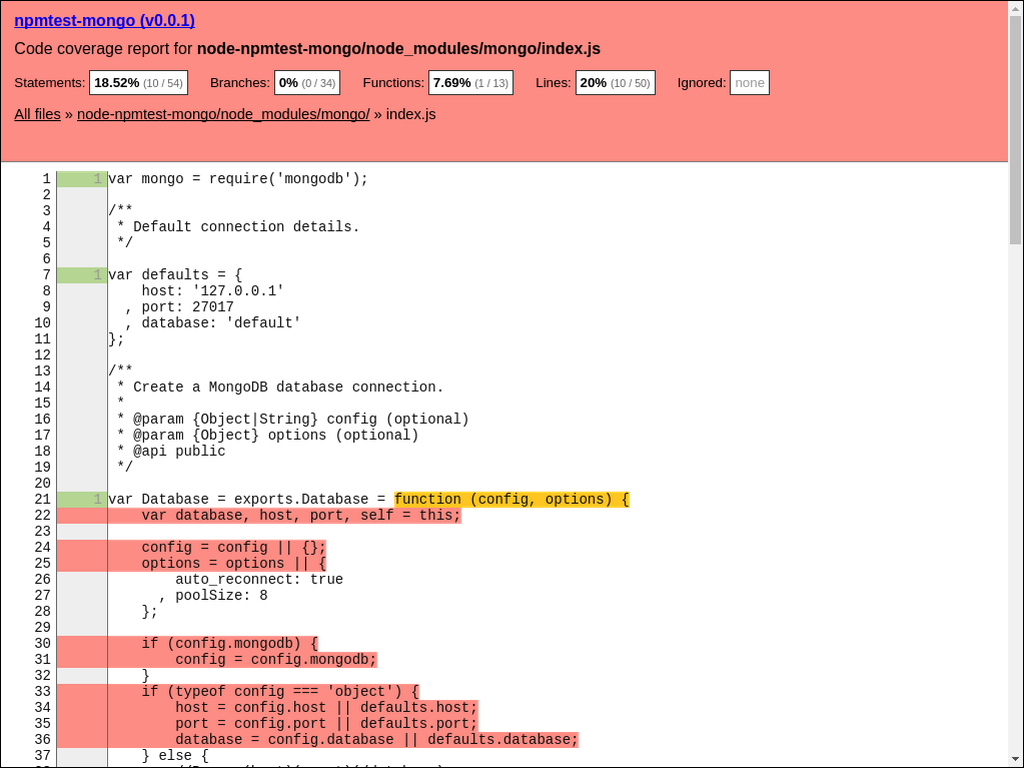 npmtest-mongo (v0.0.1)
Code coverage report for node-npmtest-mongo/node_modules/mongo/index.js
Statements: 18.52% (10 / 54) Branches: 0% (0 / 34) Functions: 7.69% (1 / 13) Lines: 20% (10 / 50) Ignored: none
All files » node-npmtest-mongo/node_modules/mongo/ » index.js
1 1 var mongo = require('mongodb');
2
3 /**
4  * Default connection details.
5  */
6
7 1 var defaults = {
8     host: '127.0.0.1'
9   , port: 27017
10   , database: 'default'
11 };
12
13 /**
14  * Create a MongoDB database connection.
15  *
16  * @param {Object|String} config (optional)
17  * @param {Object} options (optional)
18  * @api public
19  */
20
21 1 var Database = exports.Database = function (config, options) {
22     var database, host, port, self = this;
23
24     config = config || {};
25     options = options || {
26         auto_reconnect: true
27       , poolSize: 8
28     };
29
30     if (config.mongodb) {
31         config = config.mongodb;
32     }
33     if (typeof config === 'object') {
34         host = config.host || defaults.host;
35         port = config.port || defaults.port;
36         database = config.database || defaults.database;
37     } else {